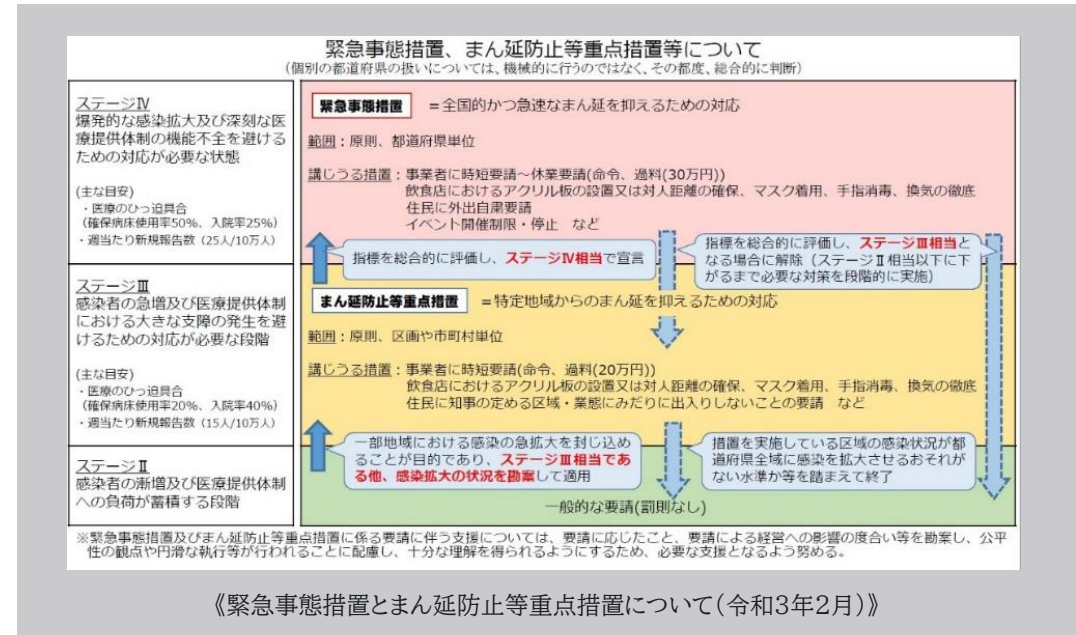 緊急事態措置、まん延防止等重点措置等について
(個別の都道府県の扱いについては、機械的に行うのではなく、その都度、総合的に判断)
ステージⅣ
爆発的な感染拡大及び深刻な医
療提供体制の機能不全を避ける
ための対応が必要な状態
(主な目安)
・医療のひっ迫具合
(確保病床使用率50%、入院率25%)
・週当たり新規報告数(25人/10万人)
緊急事態措置 =全国的かつ急速なまん延を抑えるための対応
範囲:原則、都道府県単位
講じうる措置:事業者に時短要請~休業要請(命令、過料(30万円))
飲食店におけるアクリル板の設置又は対人距離の確保、マスク着用、手指消毒、換気の徹底
住民に外出自粛要請
イベント開催制限・停止 など
指標を総合的に評価し、ステージⅣ相当で宣言
指標を総合的に評価し、ステージⅢ相当と
なる場合に解除(ステージⅡ相当以下に下
がるまで必要な対策を段階的に実施)
ステージⅢ
感染者の急増及び医療提供体制
における大きな支障の発生を避
けるための対応が必要な段階
(主な目安)
・医療のひっ迫具合
(確保病床使用率20%、入院率40%)
・週当たり新規報告数(15人/10万人)
まん延防止等重点措置 =特定地域からのまん延を抑えるための対応
範囲:原則、区画や市町村単位
講じうる措置:事業者に時短要請(命令、過料(20万円))
飲食店におけるアクリル板の設置又は対人距離の確保、マスク着用、手指消毒、換気の徹底
住民に知事の定める区域・業態にみだりに出入りしないことの要請 など
一部地域における感染の急拡大を封じ込め
ることが目的であり、ステージⅢ相当であ
る他、感染拡大の状況を勘案して適用
措置を実施している区域の感染状況が都
道府県全域に感染を拡大させるおそれが
ない水準か等を踏まえて終了
ステージⅡ
感染者の漸増及び医療提供体制
への負荷が蓄積する段階
一般的な要請(罰則なし)
※緊急事態措置及びまん延防止等重点措置に係る要請に伴う支援については、要請に応じたこと、要請による経営への影響の度合い等を勘案し、公平
性の観点や円滑な執行等が行われることに配慮し、十分な理解を得られるようにするため、必要な支援となるよう努める。
《緊急事態措置とまん延防止等重点措置について(令和3年2月)》